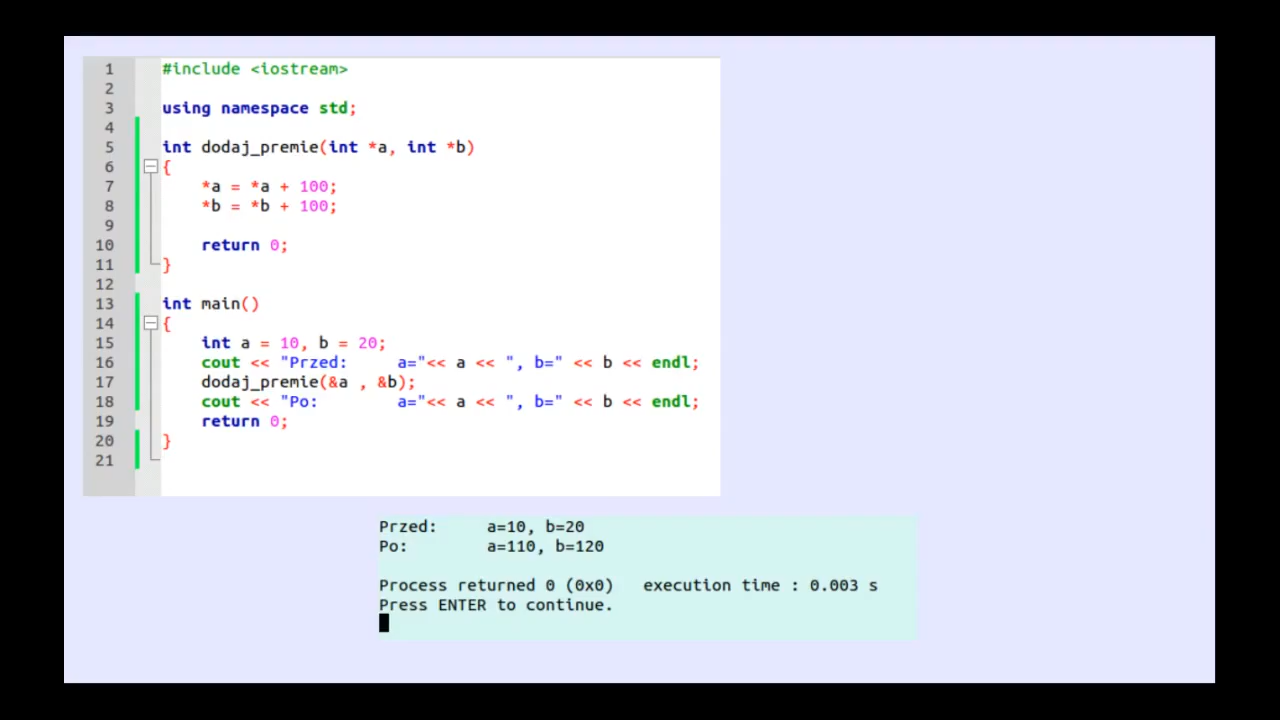 1 #include <iostream>
2
3 using namespace std;
4
5 int dodaj_premie(int *a, int *b)
6 {
7     *a = *a + 100;
8     *b = *b + 100;
9
10     return 0;
11 }
12
13 int main()
14 {
15     int a = 10, b = 20;
16     cout << "Przed:     a="<< a << ", b=" << b << endl;
17     dodaj_premie(&a , &b);
18     cout << "Po:        a="<< a << ", b=" << b << endl;
19     return 0;
20 }
21
Przed:     a=10, b=20
Po:        a=110, b=120
Process returned 0 (0x0)   execution time : 0.003 s
Press ENTER to continue.